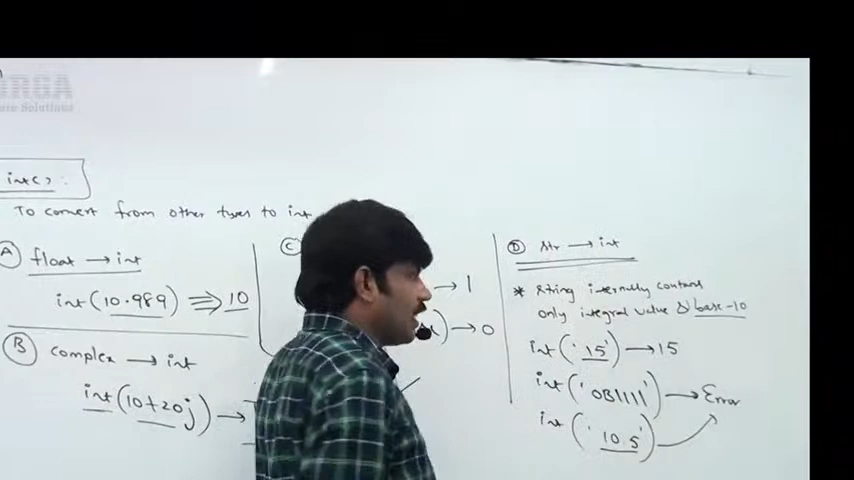 int() :
To convert from other types to int
A float → int
int(10.989) ⇒ 10
B complex → int
int(10+20j) →
C
→ 1
→ 0
D str → int
* string internally contains
only integral value & base-10
int('15') → 15
int('0B1111') → Error
int('10.5')